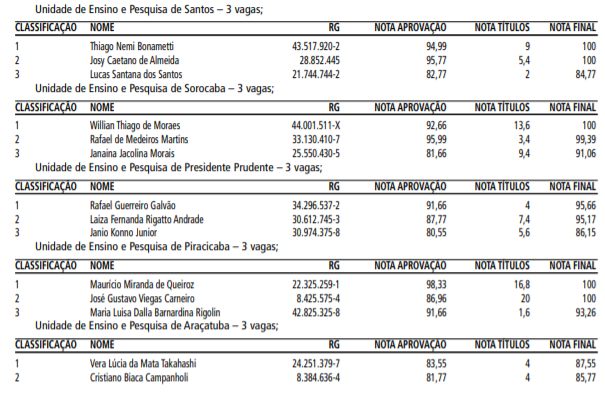 Unidade de Ensino e Pesquisa de Santos – 3 vagas;
CLASSIFICAÇÃO NOME RG NOTA APROVAÇÃO NOTA TÍTULOS NOTA FINAL
1 Thiago Nemi Bonametti 43.517.920-2 94,99 9 100
2 Josy Caetano de Almeida 28.852.445 95,77 5,4 100
3 Lucas Santana dos Santos 21.744.744-2 82,77 2 84,77
Unidade de Ensino e Pesquisa de Sorocaba – 3 vagas;
CLASSIFICAÇÃO NOME RG NOTA APROVAÇÃO NOTA TÍTULOS NOTA FINAL
1 Willian Thiago de Moraes 44.001.511-X 92,66 13,6 100
2 Rafael de Medeiros Martins 33.130.410-7 95,99 3,4 99,39
3 Janaina Jacolina Morais 25.550.430-5 81,66 9,4 91,06
Unidade de Ensino e Pesquisa de Presidente Prudente – 3 vagas;
CLASSIFICAÇÃO NOME RG NOTA APROVAÇÃO NOTA TÍTULOS NOTA FINAL
1 Rafael Guerreiro Galvão 34.296.537-2 91,66 4 95,66
2 Laiza Fernanda Rigatto Andrade 30.612.745-3 87,77 7,4 95,17
3 Janio Konno Junior 30.974.375-8 80,55 5,6 86,15
Unidade de Ensino e Pesquisa de Piracicaba – 3 vagas;
CLASSIFICAÇÃO NOME RG NOTA APROVAÇÃO NOTA TÍTULOS NOTA FINAL
1 Maurício Miranda de Queiroz 22.325.259-1 98,33 16,8 100
2 José Gustavo Viegas Carneiro 8.425.575-4 86,96 20 100
3 Maria Luisa Dalla Barnardina Rigolin 42.825.325-8 91,66 1,6 93,26
Unidade de Ensino e Pesquisa de Araçatuba – 3 vagas;
CLASSIFICAÇÃO NOME RG NOTA APROVAÇÃO NOTA TÍTULOS NOTA FINAL
1 Vera Lúcia da Mata Takahashi 24.251.379-7 83,55 4 87,55
2 Cristiano Biaca Campanholi 8.384.636-4 81,77 4 85,77